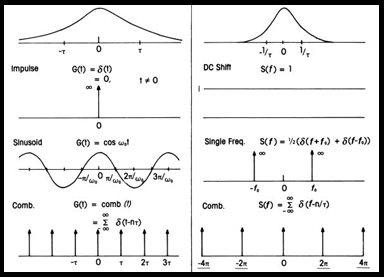 -τ 0 τ
Impulse G(t) = δ(t)
= 0, t ≠ 0
∞
0
Sinusoid G(t) = cos ω₀t
-π/ω₀ 0 π/ω₀ 2π/ω₀ 3π/ω₀
Comb. G(t) = comb (t)
= Σ δ(t-nτ)
∞
-∞
-τ 0 τ 2τ 3τ
-1/τ 0 1/τ
DC Shift S(f) = 1
1
Single Freq. S(f) = ½(δ(f+f₀) + δ(f-f₀))
∞ ∞
-f₀ 0 f₀
Comb. S(f) = Σ δ(f-n/τ)
∞
-∞
-4π -2π 0 2π 4π